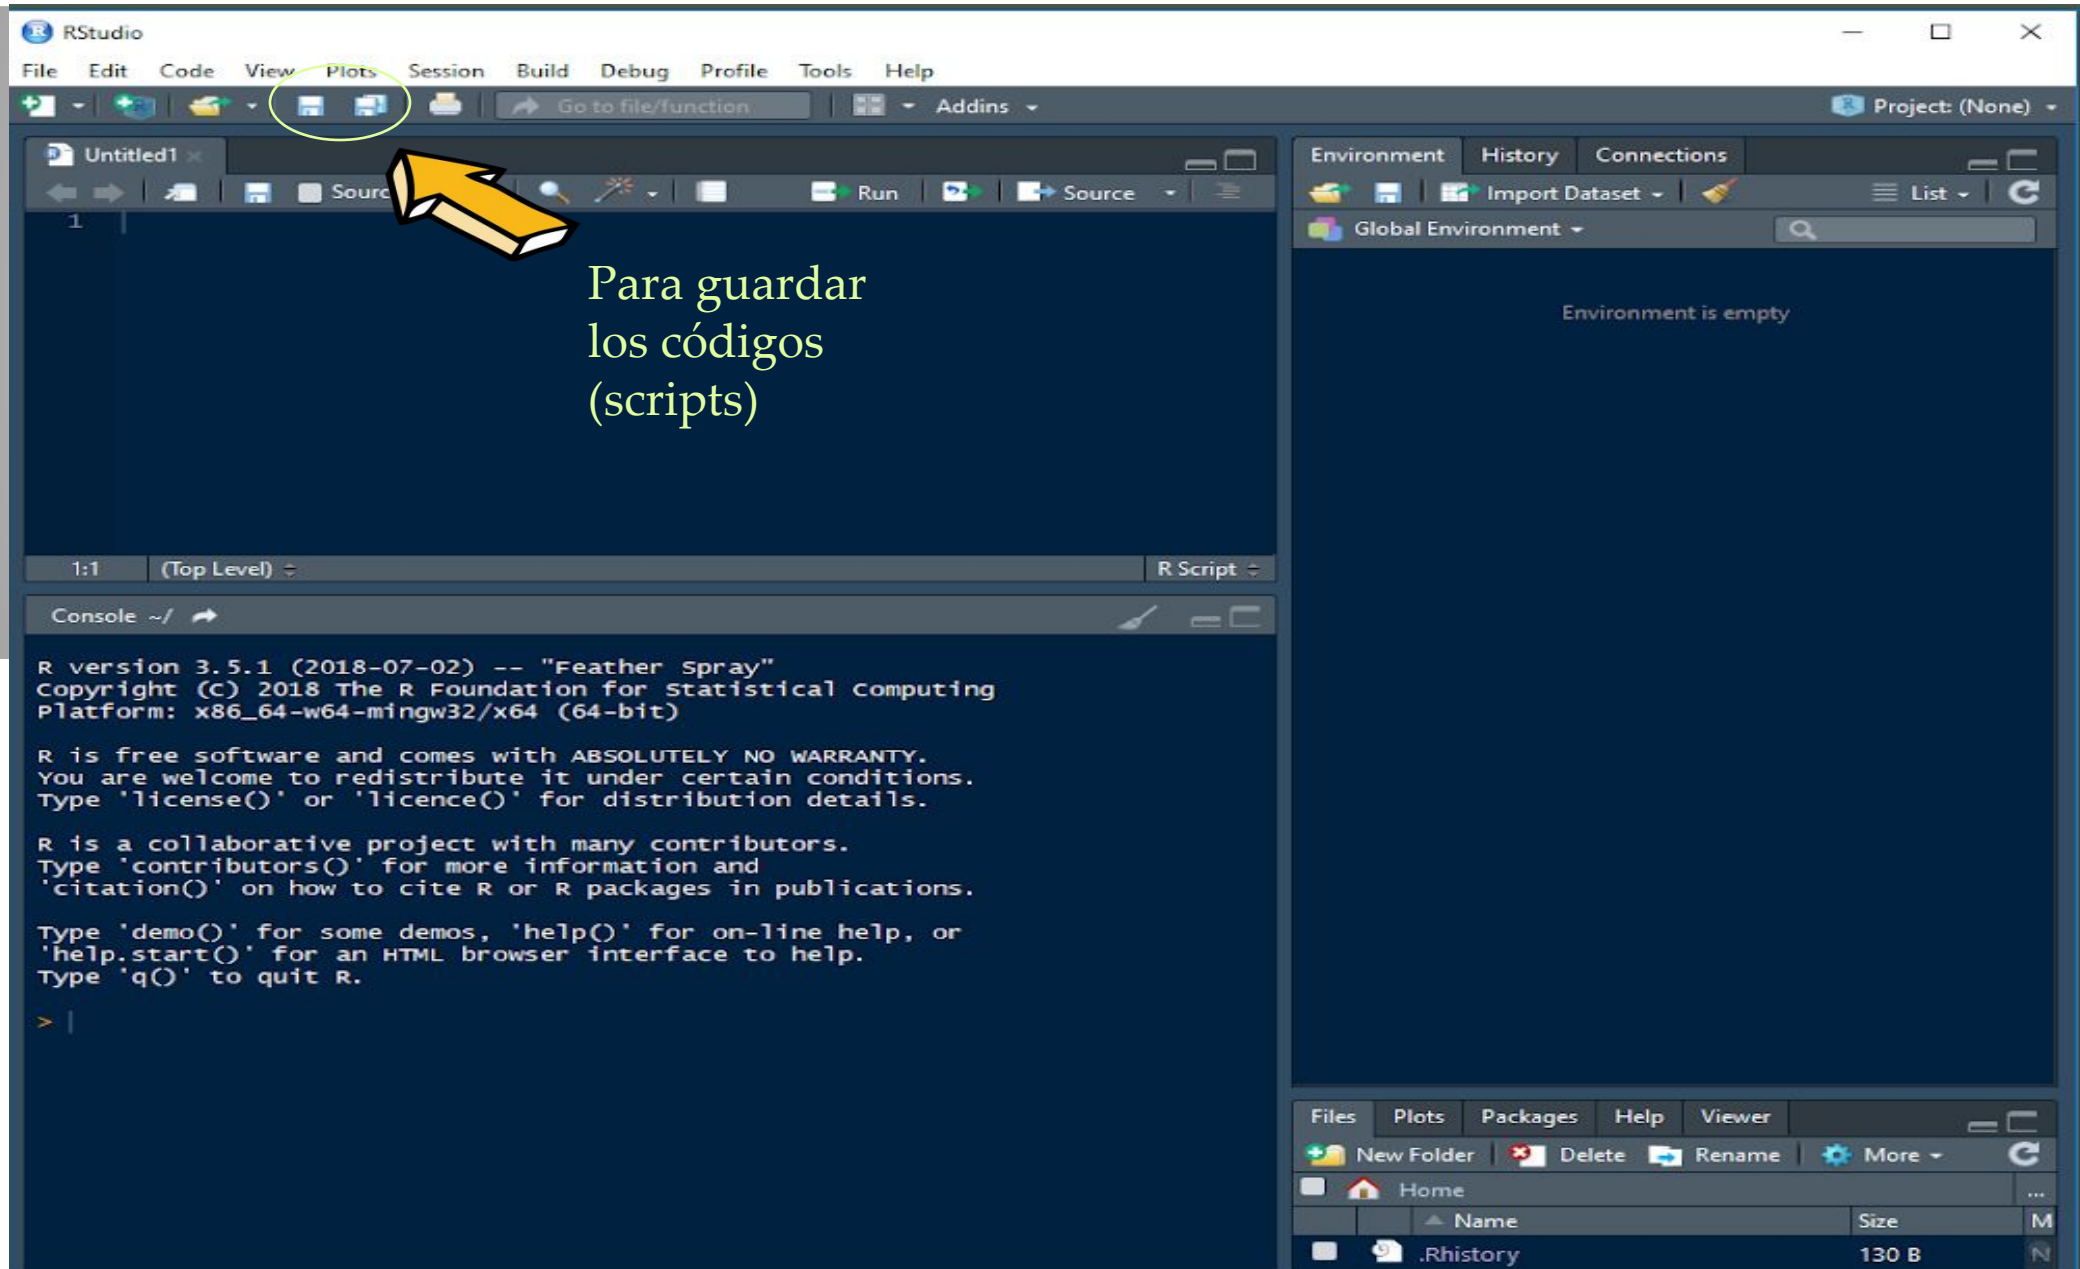 RStudio
File Edit Code View Plots Session Build Debug Profile Tools Help
Go to file/function Addins Project: (None)
Untitled1
Run Source
1
Para guardar
los códigos
(scripts)
1:1 (Top Level) R Script
Console ~/
R version 3.5.1 (2018-07-02) -- "Feather Spray"
Copyright (C) 2018 The R Foundation for Statistical Computing
Platform: x86_64-w64-mingw32/x64 (64-bit)
R is free software and comes with ABSOLUTELY NO WARRANTY.
You are welcome to redistribute it under certain conditions.
Type 'license()' or 'licence()' for distribution details.
R is a collaborative project with many contributors.
Type 'contributors()' for more information and
'citation()' on how to cite R or R packages in publications.
Type 'demo()' for some demos, 'help()' for on-line help, or
'help.start()' for an HTML browser interface to help.
Type 'q()' to quit R.
>
Environment History Connections
Import Dataset List
Global Environment
Environment is empty
Files Plots Packages Help Viewer
New Folder Delete Rename More
Home ...
Name Size M
.Rhistory 130 B N